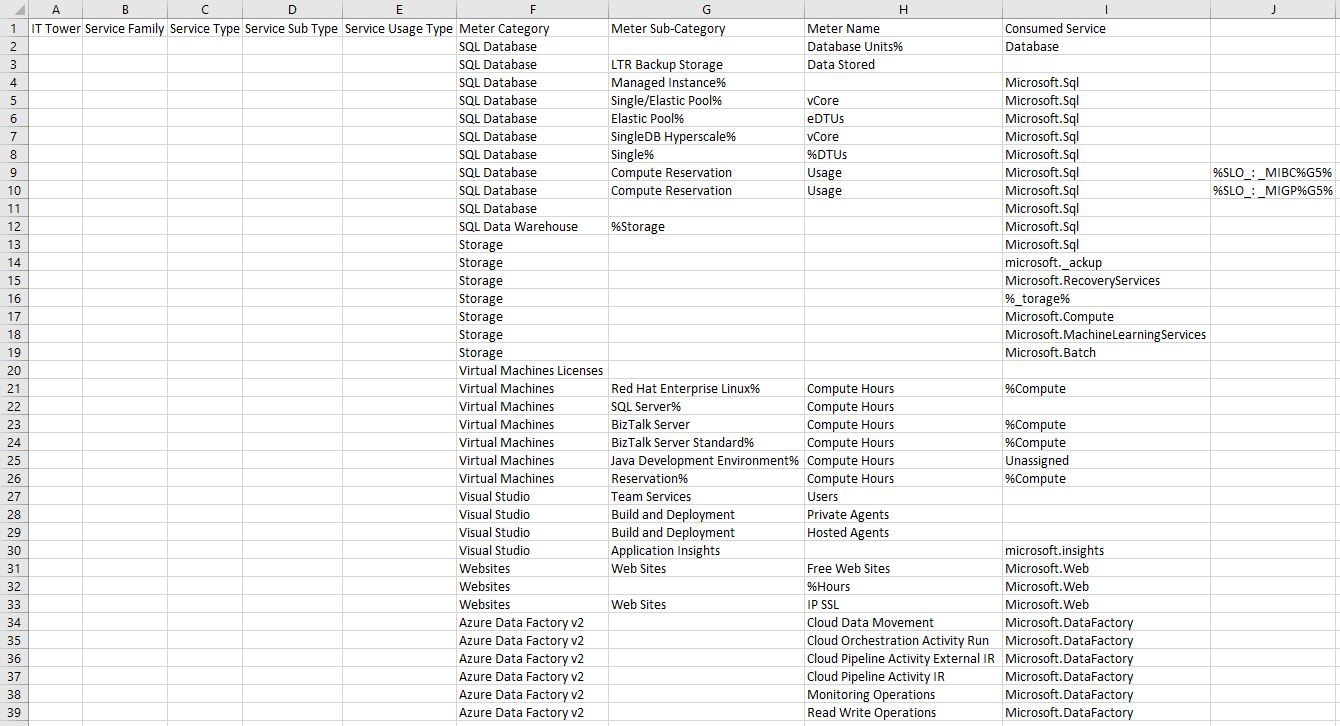 A B C D E F G H I J
1 IT Tower Service Family Service Type Service Sub Type Service Usage Type Meter Category Meter Sub-Category Meter Name Consumed Service
2 SQL Database Database Units% Database
3 SQL Database LTR Backup Storage Data Stored
4 SQL Database Managed Instance% Microsoft.Sql
5 SQL Database Single/Elastic Pool% vCore Microsoft.Sql
6 SQL Database Elastic Pool% eDTUs Microsoft.Sql
7 SQL Database SingleDB Hyperscale% vCore Microsoft.Sql
8 SQL Database Single% %DTUs Microsoft.Sql
9 SQL Database Compute Reservation Usage Microsoft.Sql %SLO_:_MIBC%G5%
10 SQL Database Compute Reservation Usage Microsoft.Sql %SLO_:_MIGP%G5%
11 SQL Database Microsoft.Sql
12 SQL Data Warehouse %Storage Microsoft.Sql
13 Storage Microsoft.Sql
14 Storage microsoft._ackup
15 Storage Microsoft.RecoveryServices
16 Storage %_torage%
17 Storage Microsoft.Compute
18 Storage Microsoft.MachineLearningServices
19 Storage Microsoft.Batch
20 Virtual Machines Licenses
21 Virtual Machines Red Hat Enterprise Linux% Compute Hours %Compute
22 Virtual Machines SQL Server% Compute Hours
23 Virtual Machines BizTalk Server Compute Hours %Compute
24 Virtual Machines BizTalk Server Standard% Compute Hours %Compute
25 Virtual Machines Java Development Environment% Compute Hours Unassigned
26 Virtual Machines Reservation% Compute Hours %Compute
27 Visual Studio Team Services Users
28 Visual Studio Build and Deployment Private Agents
29 Visual Studio Build and Deployment Hosted Agents
30 Visual Studio Application Insights microsoft.insights
31 Websites Web Sites Free Web Sites Microsoft.Web
32 Websites %Hours Microsoft.Web
33 Websites Web Sites IP SSL Microsoft.Web
34 Azure Data Factory v2 Cloud Data Movement Microsoft.DataFactory
35 Azure Data Factory v2 Cloud Orchestration Activity Run Microsoft.DataFactory
36 Azure Data Factory v2 Cloud Pipeline Activity External IR Microsoft.DataFactory
37 Azure Data Factory v2 Cloud Pipeline Activity IR Microsoft.DataFactory
38 Azure Data Factory v2 Monitoring Operations Microsoft.DataFactory
39 Azure Data Factory v2 Read Write Operations Microsoft.DataFactory